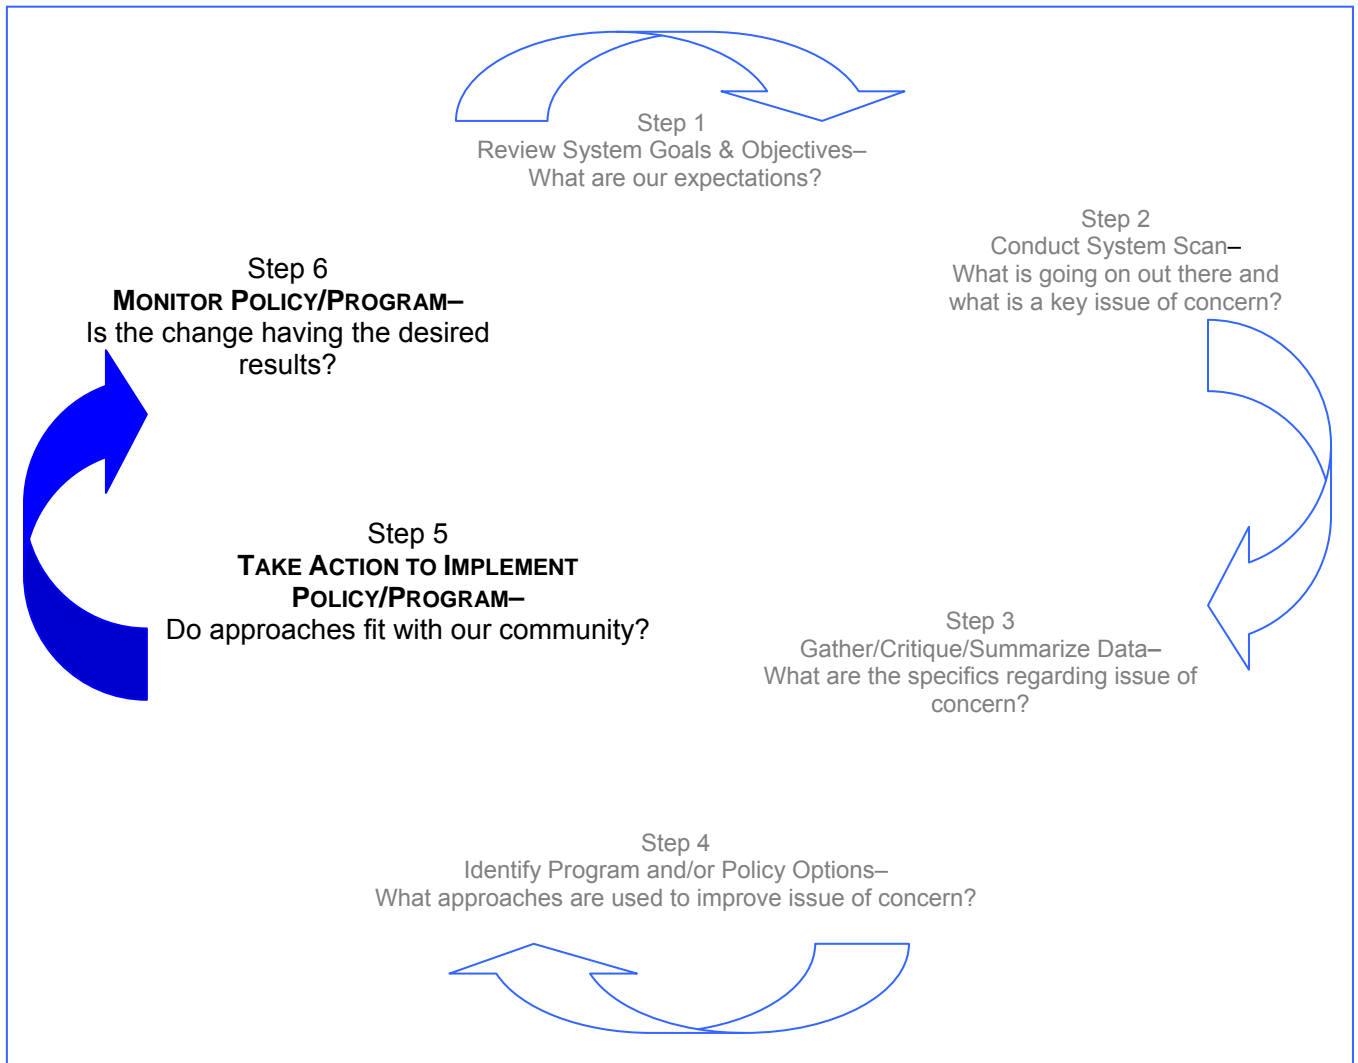 Step 1
Review System Goals & Objectives–
What are our expectations?
Step 2
Conduct System Scan–
What is going on out there and
what is a key issue of concern?
Step 3
Gather/Critique/Summarize Data–
What are the specifics regarding issue of
concern?
Step 4
Identify Program and/or Policy Options–
What approaches are used to improve issue of concern?
Step 5
TAKE ACTION TO IMPLEMENT
POLICY/PROGRAM–
Do approaches fit with our community?
Step 6
MONITOR POLICY/PROGRAM–
Is the change having the desired
results?